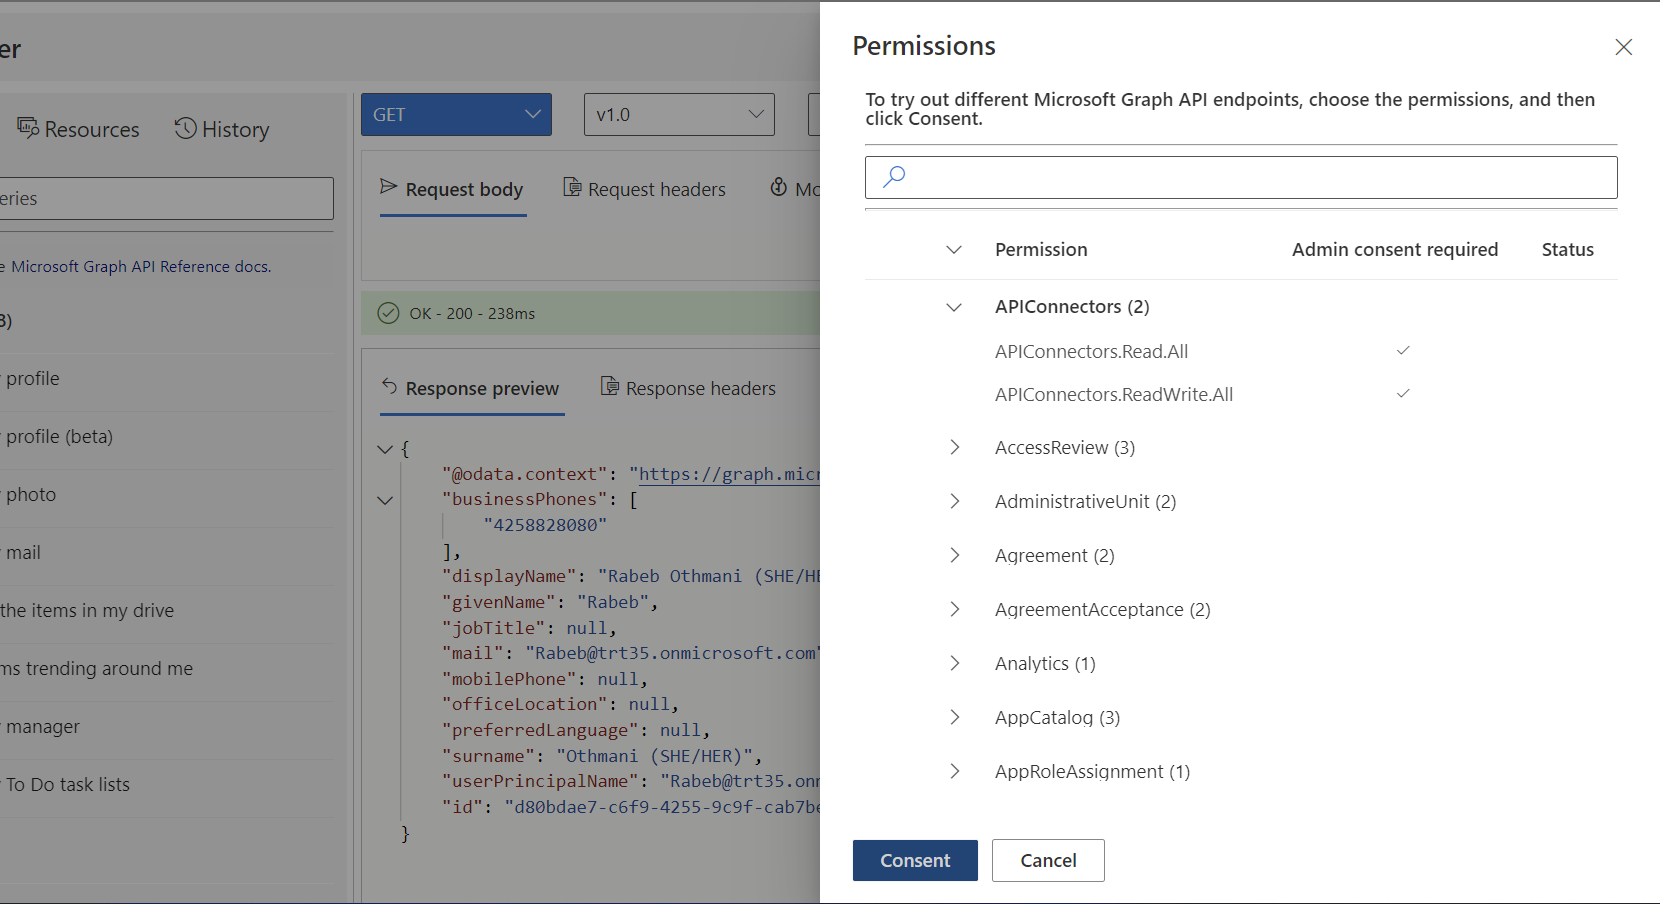 er
Resources
History
eries
e Microsoft Graph API Reference docs.
3)
profile
profile (beta)
photo
mail
the items in my drive
ms trending around me
manager
To Do task lists
GET
v1.0
Request body
Request headers
Mo
OK - 200 - 238ms
Response preview
Response headers
{
"@odata.context": "https://graph.micr
"businessPhones": [
"4258828080"
],
"displayName": "Rabeb Othmani (SHE/HE
"givenName": "Rabeb",
"jobTitle": null,
"mail": "Rabeb@trt35.onmicrosoft.com"
"mobilePhone": null,
"officeLocation": null,
"preferredLanguage": null,
"surname": "Othmani (SHE/HER)",
"userPrincipalName": "Rabeb@trt35.onm
"id": "d80bdae7-c6f9-4255-9c9f-cab7be
}
Permissions
To try out different Microsoft Graph API endpoints, choose the permissions, and then
click Consent.
Permission Admin consent required Status
APIConnectors (2)
APIConnectors.Read.All
APIConnectors.ReadWrite.All
AccessReview (3)
AdministrativeUnit (2)
Agreement (2)
AgreementAcceptance (2)
Analytics (1)
AppCatalog (3)
AppRoleAssignment (1)
Consent
Cancel